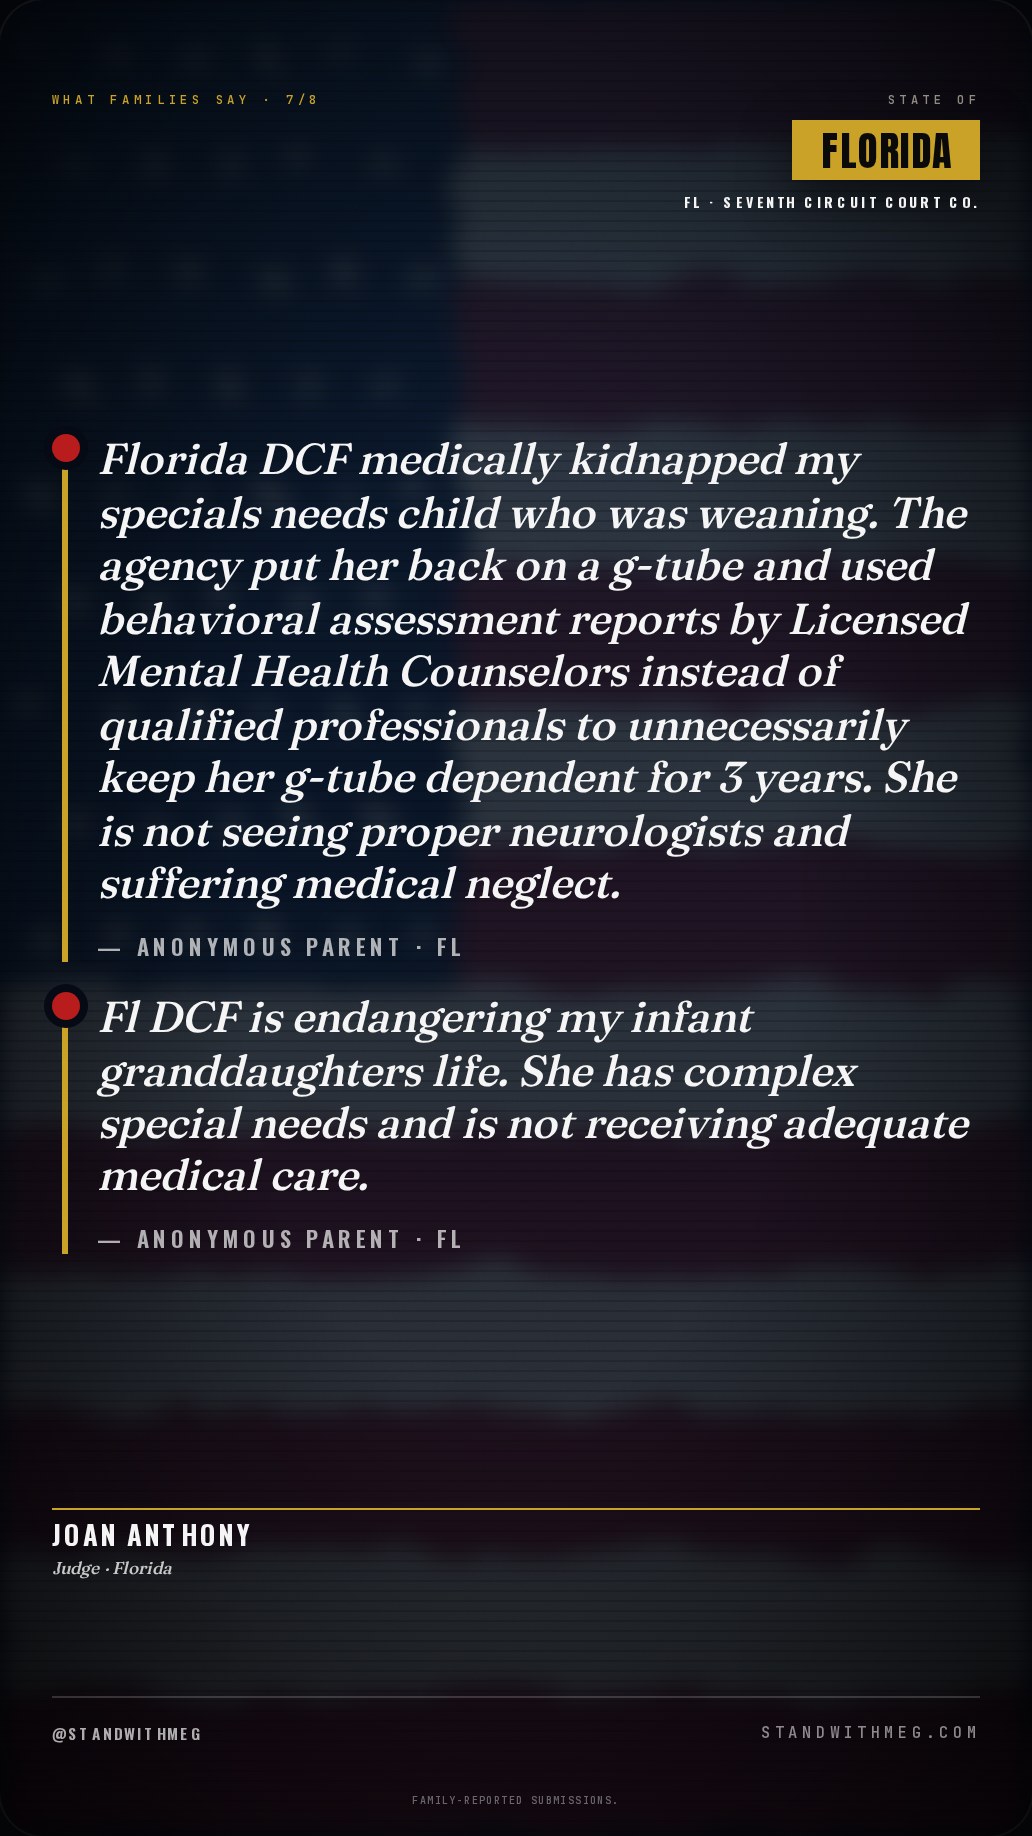 WHAT FAMILIES SAY · 7/8
STATE OF
FLORIDA
FL · SEVENTH CIRCUIT COURT CO.
Florida DCF medically kidnapped my
specials needs child who was weaning. The
agency put her back on a g-tube and used
behavioral assessment reports by Licensed
Mental Health Counselors instead of
qualified professionals to unnecessarily
keep her g-tube dependent for 3 years. She
is not seeing proper neurologists and
suffering medical neglect.
— ANONYMOUS PARENT · FL
Fl DCF is endangering my infant
granddaughters life. She has complex
special needs and is not receiving adequate
medical care.
— ANONYMOUS PARENT · FL
JOAN ANTHONY
Judge · Florida
@STANDWITHMEG
STANDWITHMEG.COM
FAMILY-REPORTED SUBMISSIONS.